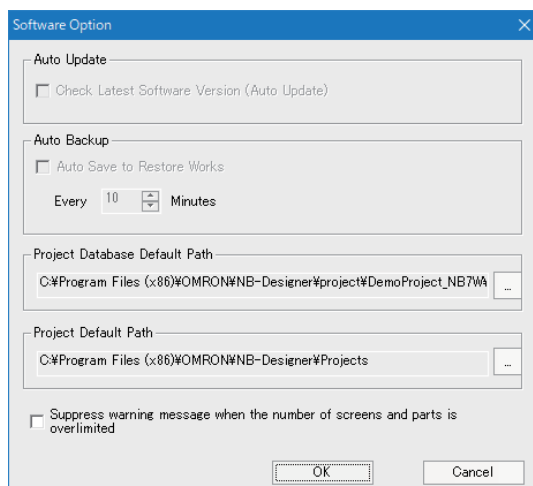 Software Option
Auto Update
Check Latest Software Version (Auto Update)
Auto Backup
Auto Save to Restore Works
Every 10 Minutes
Project Database Default Path
C:¥Program Files (x86)¥OMRON¥NB-Designer¥project¥DemoProject_NB7WA
...
Project Default Path
C:¥Program Files (x86)¥OMRON¥NB-Designer¥Projects
...
Suppress warning message when the number of screens and parts is
overlimited
OK Cancel